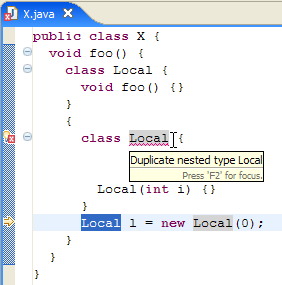 X.java
public class X {
void foo() {
class Local {
void foo() {}
}
{
class Local {
Duplicate nested type Local
Press 'F2' for focus.
Local(int i) {}
}
Local l = new Local(0);
}
}
}